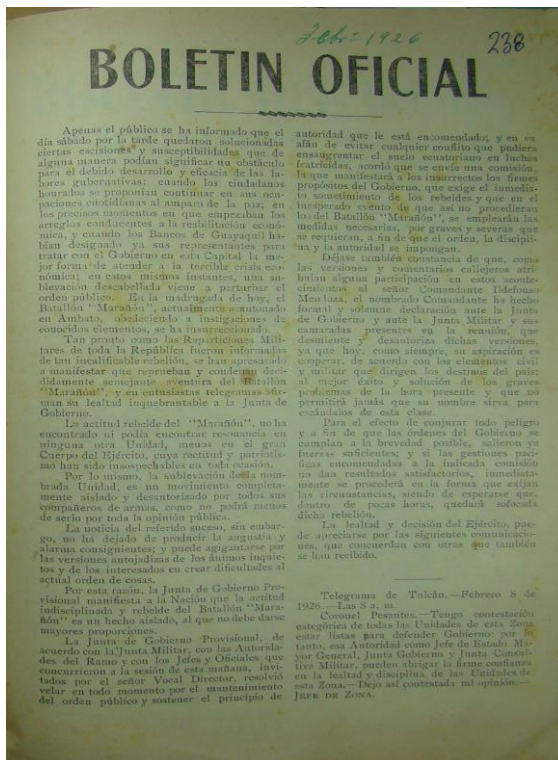 Febr. 1926
238
BOLETIN OFICIAL
Apenas el público se ha informado que el
día sábado por la tarde quedaron solucionadas
ciertas escisiones y susceptibilidades que de
alguna manera podían significar un obstáculo
para el debido desarrollo y eficacia de las la-
bores gubernativas; cuando los ciudadanos
honrados se proponían continuar en sus ocu-
paciones cuotidianas al amparo de la paz; en
los precisos momentos en que empezaban los
arreglos conducentes a la reabilitación econó-
mica, y cuando los Bancos de Guayaquil ha-
bían designado ya sus representantes para
tratar con el Gobierno en esta Capital la me-
jor forma de atender a la terrible crisis eco-
nómica; en estos mismos instantes, una su-
blevación descabellada viene a perturbar el
orden público. En la madrugada de hoy, el
Batallón "Marañón", actualmente acantonado
en Ambato, obedeciendo a instigaciones de
conocidos elementos, se ha insurreccionado.
Tan pronto como las Reparticiones Mili-
tares de toda la República fueron informadas
de tan incalificable rebelión, se han apresurado
a manifestar que reprueban y condenan deci-
didamente semejante aventura del Batallón
"Marañón", y en entusiastas telegramas afir-
man su lealtad inquebrantable a la Junta de
Gobierno.
La actitud rebelde del "Marañón", no ha
encontrado ni podía encontrar resonancia en
ninguna otra Unidad, menos en el gran
Cuerpo del Ejército, cuya rectitud y patriotis-
mo han sido insospechables en toda ocasión.
Por lo mismo, la sublevación de la nom-
brada Unidad, es un movimiento completa-
mente aislado y desautorizado por todos sus
compañeros de armas, como no podrá menos
de serlo por toda la opinión pública.
La noticia del referido suceso, sin embar-
go, no ha dejado de producir la angustia y
alarma consiguientes; y puede agigantarse por
las versiones antojadizas de los ánimos inquie-
tos y de los interesados en crear dificultades al
actual orden de cosas.
Por esta razón, la Junta de Gobierno Pro-
visional manifiesta a la Nación que la actitud
indisciplinada y rebelde del Batallón "Mara-
ñón" es un hecho aislado, al que no debe darse
mayores proporciones.
La Junta de Gobierno Provisional, de
acuerdo con la Junta Militar, con las Autorida-
des del Ramo y con los Jefes y Oficiales que
concurrieron a la sesión de esta mañana, invi-
tados por el señor Vocal Director, resolvió
velar en todo momento por el mantenimiento
del orden público y sostener el principio de
autoridad que le está encomendado; y en su
afán de evitar cualquier conflicto que pudiera
ensangrentar el suelo ecuatoriano en luchas
fratricidas, acordó que se envíe una comisión,
la que manifestará a los insurrectos los firmes
propósitos del Gobierno, que exige el inmedia-
to sometimiento de los rebeldes y que en el
inesperado evento de que así no procedieran
los del Batallón "Marañón", se emplearán las
medidas necesarias, por graves y severas que
se requieran, a fin de que el orden, la discipli-
na y la autoridad se impongan.
Déjase también constancia de que, como
las versiones y comentarios callejeros atri-
buían alguna participación en estos aconte-
cimientos al señor Comandante Ildefonso
Mendoza, el nombrado Comandante ha hecho
formal y solemne declaración ante la Junta
de Gobierno y ante la Junta Militar y sus
camaradas presentes en la reunión, que
desmiente y desautoriza dichas versiones,
ya que hoy, como siempre, su aspiración es
cooperar, de acuerdo con los elementos civil
y militar que dirigen los destinos del país;
al mejor éxito y solución de los graves
problemas de la hora presente y que no
permitirá jamás que su nombre sirva para
escándalos de esta clase.
Para el efecto de conjurar todo peligro
y a fin de que las órdenes del Gobierno se
cumplan a la brevedad posible, salieron ya
fuerzas suficientes; y si las gestiones pací-
ficas encomendadas a la indicada comisión
no dan resultados satisfactorios, inmediata-
mente se procederá en la forma que exijan
las circunstancias, siendo de esperarse que,
dentro de pocas horas, quedará sofocada
dicha rebelión.
La lealtad y decisión del Ejército, pue-
de apreciarse por las siguientes comunicacio-
nes, que concuerdan con otras que también
se han recibido.
Telegrama de Tulcán.—Febrero 8 de
1926.—Las 8 a. m.
Coronel Pesantes.—Tengo contestación
categórica de todas las Unidades de esta Zona
estar listas para defender Gobierno; por lo
tanto, esa Autoridad como Jefe de Estado Ma-
yor General, Junta Gobierno y Junta Consul-
tiva Militar, pueden abrigar la firme confianza
en la lealtad y disciplina de las Unidades de
esta Zona.—Dejo así contestada mi opinión.—
JEFE DE ZONA.